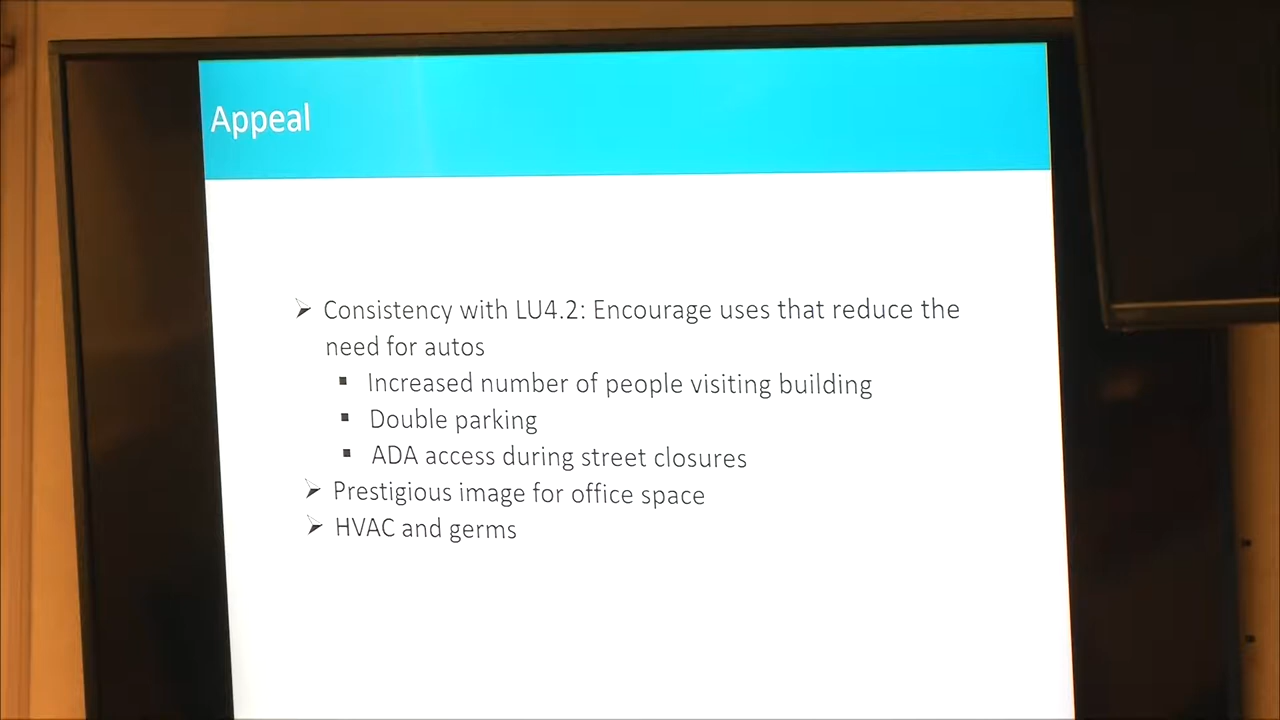 Appeal
➢ Consistency with LU4.2: Encourage uses that reduce the
need for autos
▪ Increased number of people visiting building
▪ Double parking
▪ ADA access during street closures
➢ Prestigious image for office space
➢ HVAC and germs